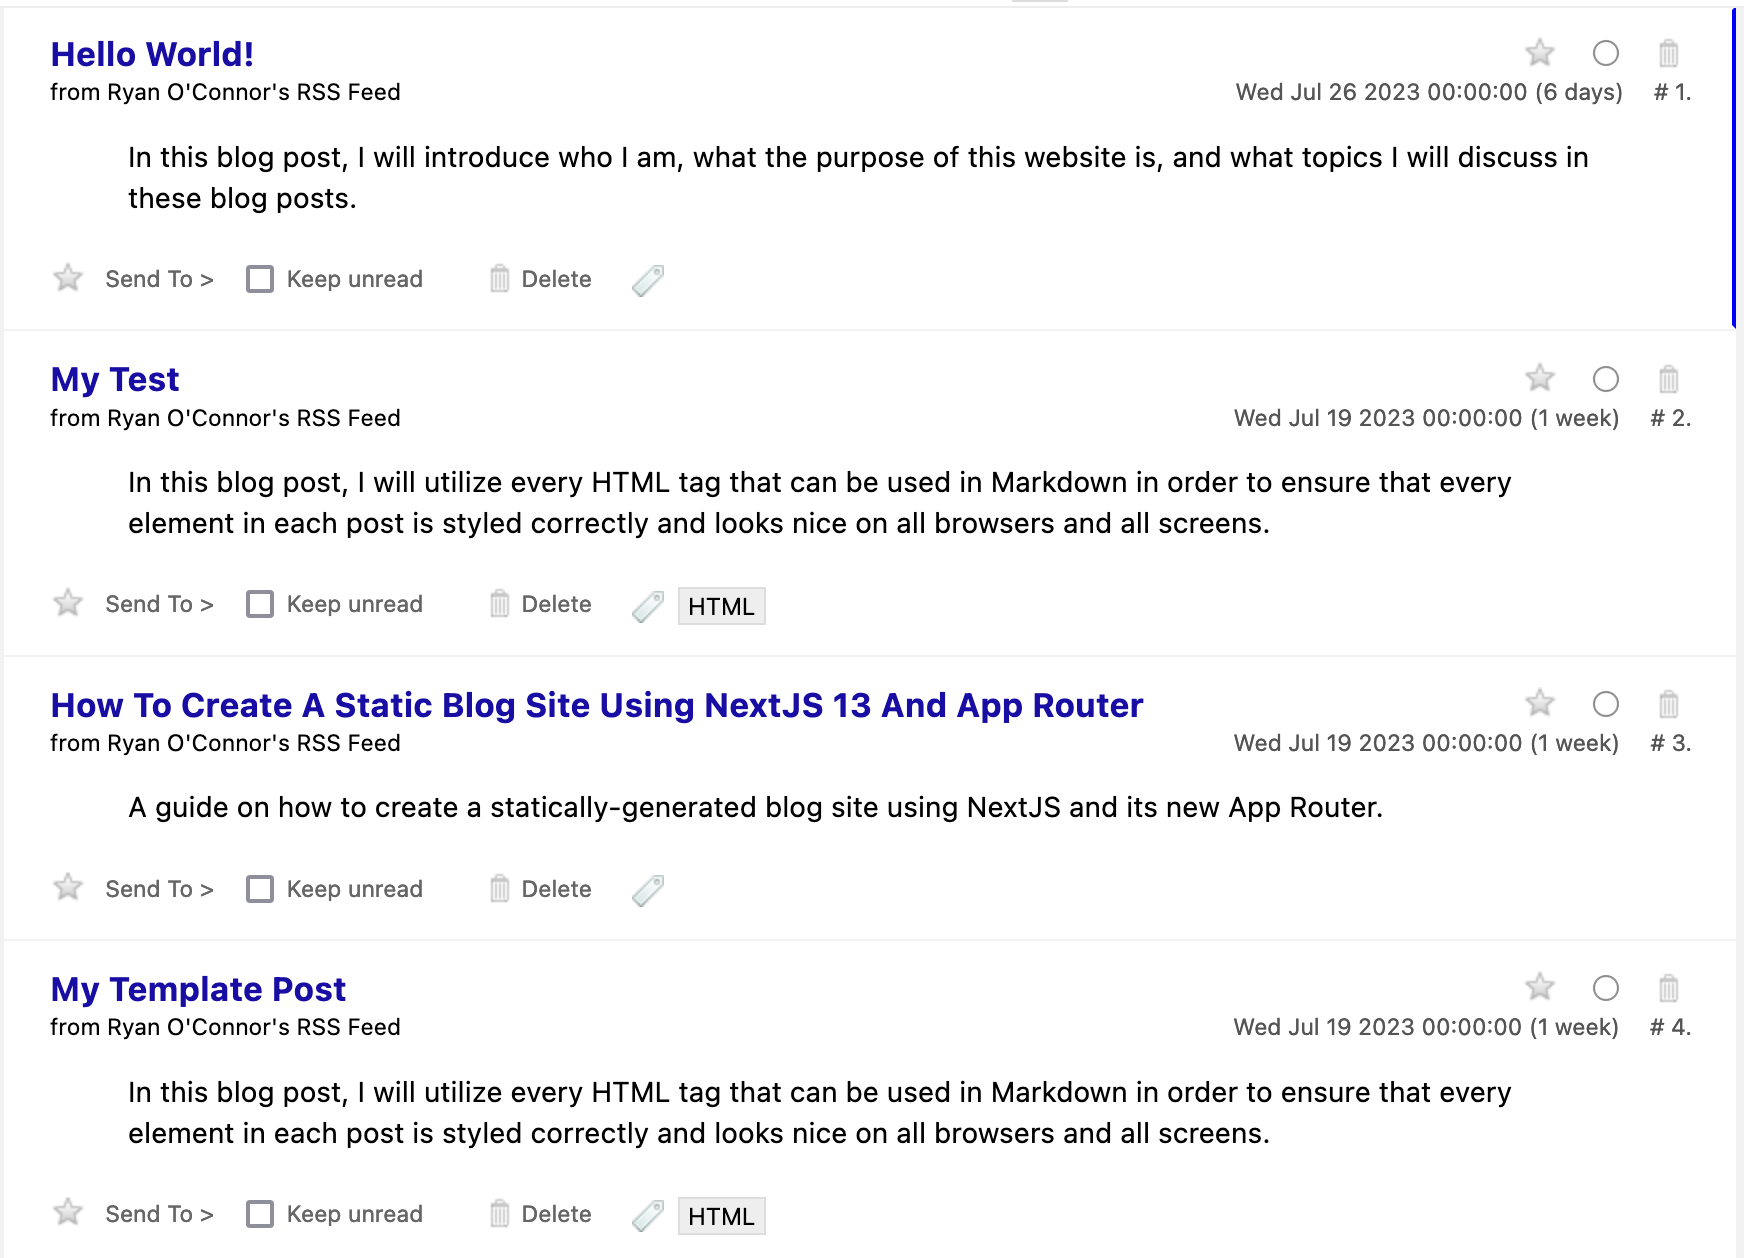 Hello World!
from Ryan O'Connor's RSS Feed
Wed Jul 26 2023 00:00:00 (6 days) # 1.
In this blog post, I will introduce who I am, what the purpose of this website is, and what topics I will discuss in
these blog posts.
Send To > Keep unread Delete
My Test
from Ryan O'Connor's RSS Feed
Wed Jul 19 2023 00:00:00 (1 week) # 2.
In this blog post, I will utilize every HTML tag that can be used in Markdown in order to ensure that every
element in each post is styled correctly and looks nice on all browsers and all screens.
Send To > Keep unread Delete HTML
How To Create A Static Blog Site Using NextJS 13 And App Router
from Ryan O'Connor's RSS Feed
Wed Jul 19 2023 00:00:00 (1 week) # 3.
A guide on how to create a statically-generated blog site using NextJS and its new App Router.
Send To > Keep unread Delete
My Template Post
from Ryan O'Connor's RSS Feed
Wed Jul 19 2023 00:00:00 (1 week) # 4.
In this blog post, I will utilize every HTML tag that can be used in Markdown in order to ensure that every
element in each post is styled correctly and looks nice on all browsers and all screens.
Send To > Keep unread Delete HTML